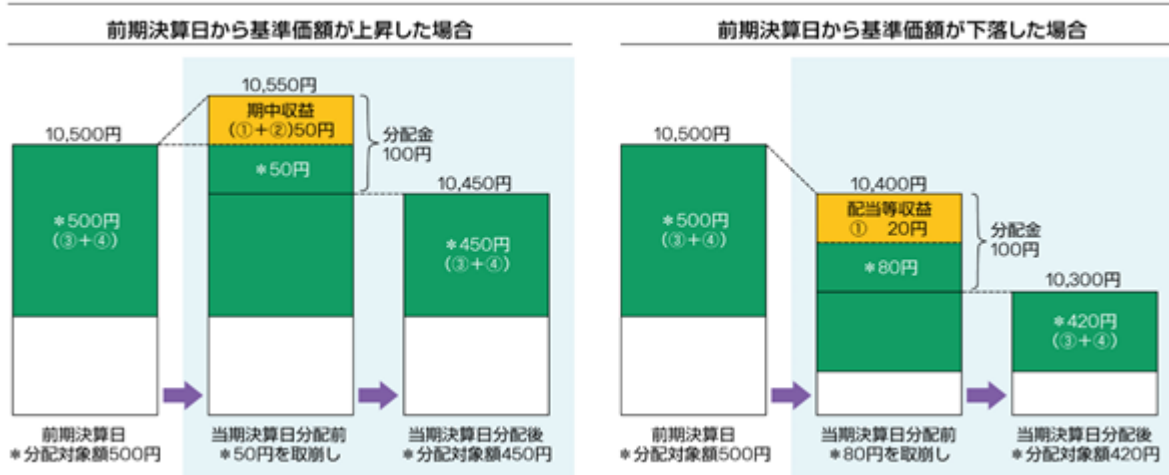 前期決算日から基準価額が上昇した場合
10,500円
*500円
(③+④)
前期決算日
*分配対象額500円
10,550円
期中収益
(①+②)50円
*50円
分配金
100円
当期決算日分配前
*50円を取崩し
10,450円
*450円
(③+④)
当期決算日分配後
*分配対象額450円
前期決算日から基準価額が下落した場合
10,500円
*500円
(③+④)
前期決算日
*分配対象額500円
10,400円
配当等収益
① 20円
*80円
分配金
100円
当期決算日分配前
*80円を取崩し
10,300円
*420円
(③+④)
当期決算日分配後
*分配対象額420円